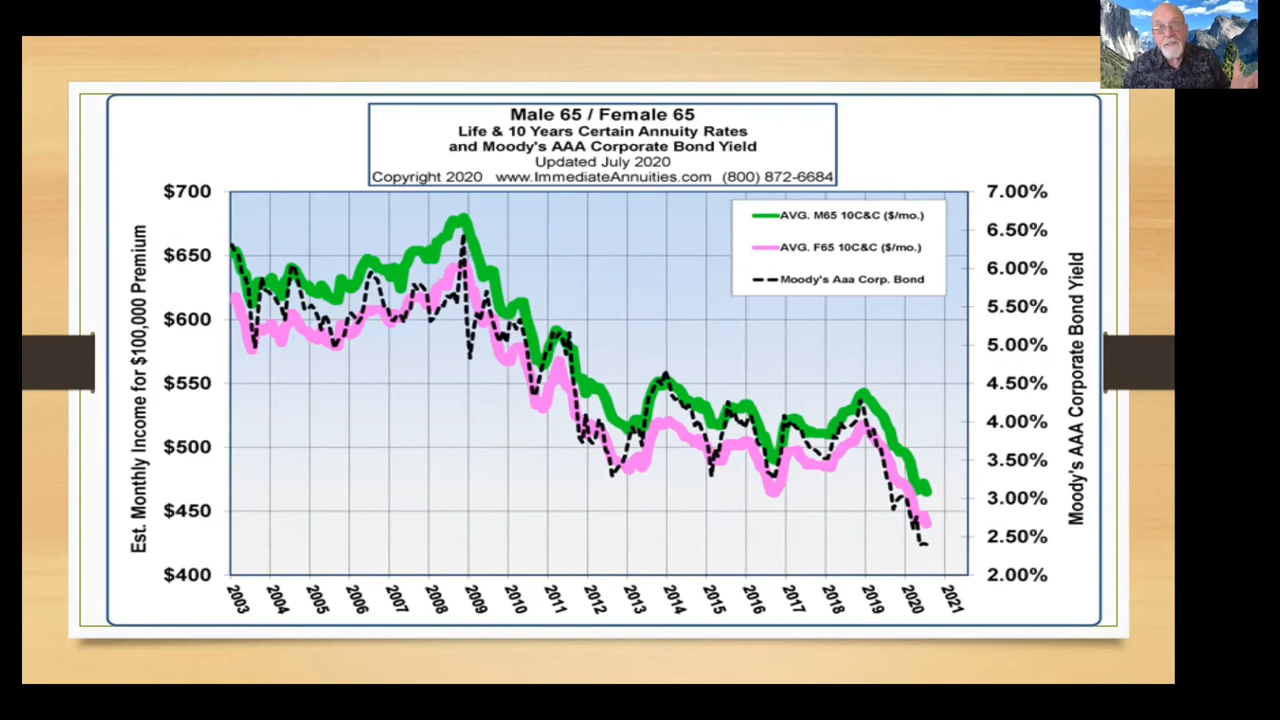 Male 65 / Female 65
Life & 10 Years Certain Annuity Rates
and Moody's AAA Corporate Bond Yield
Updated July 2020
Copyright 2020 www.ImmediateAnnuities.com (800) 872-6684
Est. Monthly Income for $100,000 Premium
$700
$650
$600
$550
$500
$450
$400
AVG. M65 10C&C ($/mo.)
AVG. F65 10C&C ($/mo.)
Moody's Aaa Corp. Bond
7.00%
6.50%
6.00%
5.50%
5.00%
4.50%
4.00%
3.50%
3.00%
2.50%
2.00%
Moody's AAA Corporate Bond Yield
2003 2004 2005 2006 2007 2008 2009 2010 2011 2012 2013 2014 2015 2016 2017 2018 2019 2020 2021